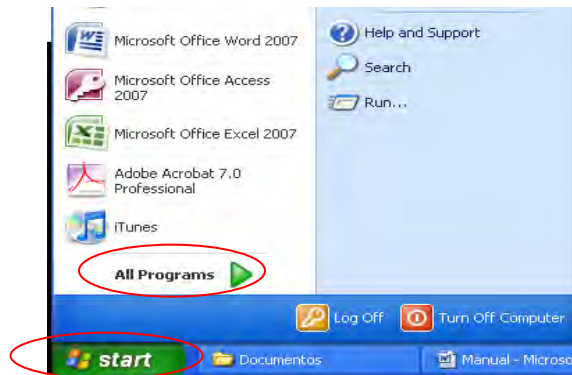 Microsoft Office Word 2007
Microsoft Office Access
2007
Microsoft Office Excel 2007
Adobe Acrobat 7.0
Professional
iTunes
All Programs
Help and Support
Search
Run...
Log Off
Turn Off Computer
start
Documentos
Manual - Microso